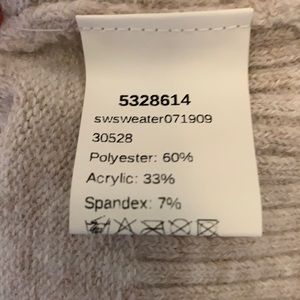 5328614
swsweater071909
30528
Polyester: 60%
Acrylic: 33%
Spandex: 7%